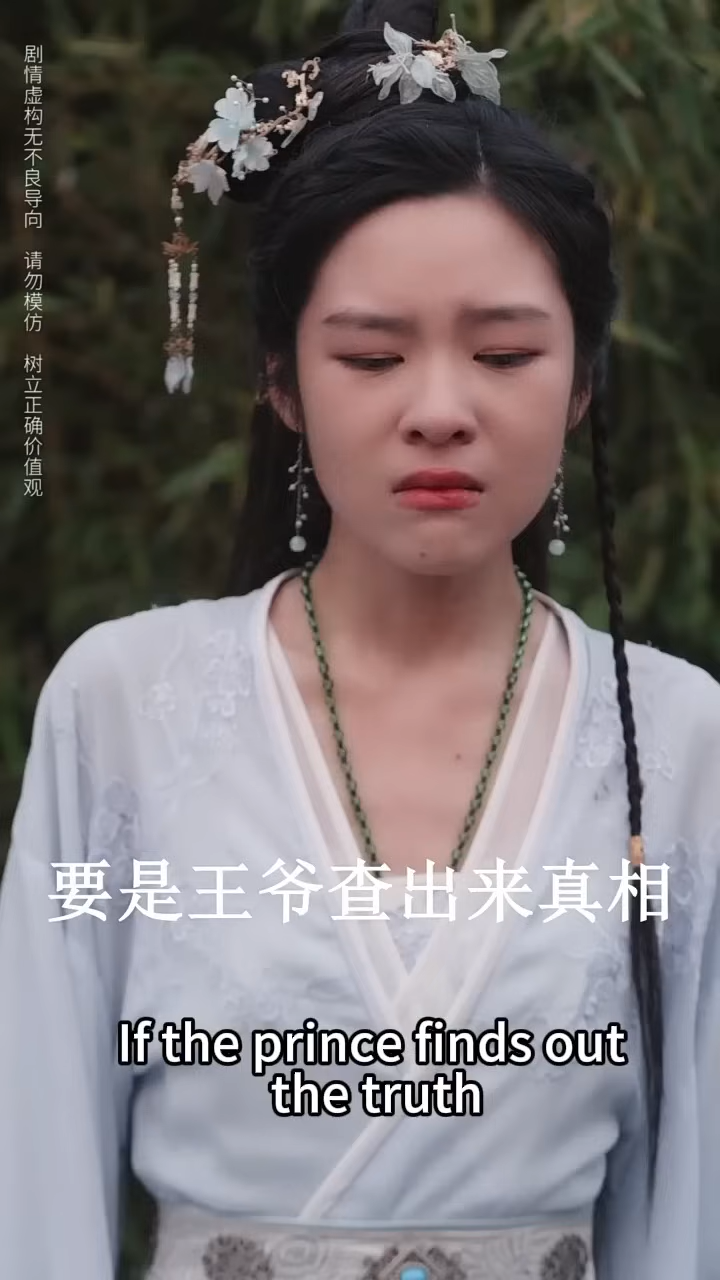 剧情虚构无不良导向 请勿模仿 树立正确价值观
要是王爷查出来真相
If the prince finds out
the truth